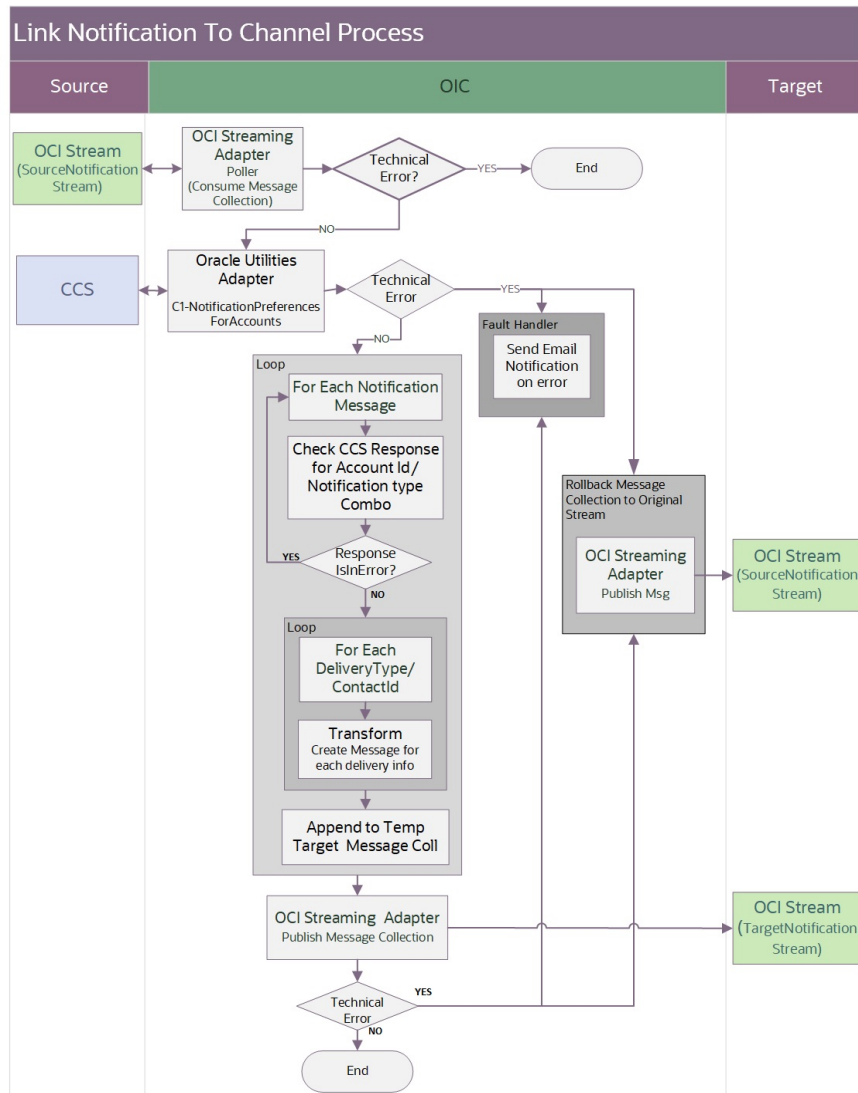 Link Notification To Channel Process
Source
OIC
Target
OCI Stream
(SourceNotification
Stream)
OCI Streaming
Adapter
Poller
(Consume Message
Collection)
Technical
Error?
YES
End
NO
CCS
Oracle Utilities
Adapter
C1-NotificationPreferences
ForAccounts
Technical
Error
YES
NO
Fault Handler
Send Email
Notification
on error
Loop
For Each Notification
Message
Check CCS Response
for Account Id/
Notification type
Combo
Response
IsInError?
YES
NO
Rollback Message
Collection to Original
Stream
OCI Streaming
Adapter
Publish Msg
OCI Stream
(SourceNotification
Stream)
Loop
For Each
DeliveryType/
ContactId
Transform
Create Message for
each delivery info
Append to Temp
Target Message Coll
OCI Streaming Adapter
Publish Message Collection
OCI Stream
(TargetNotification
Stream)
Technical
Error
YES
NO
End